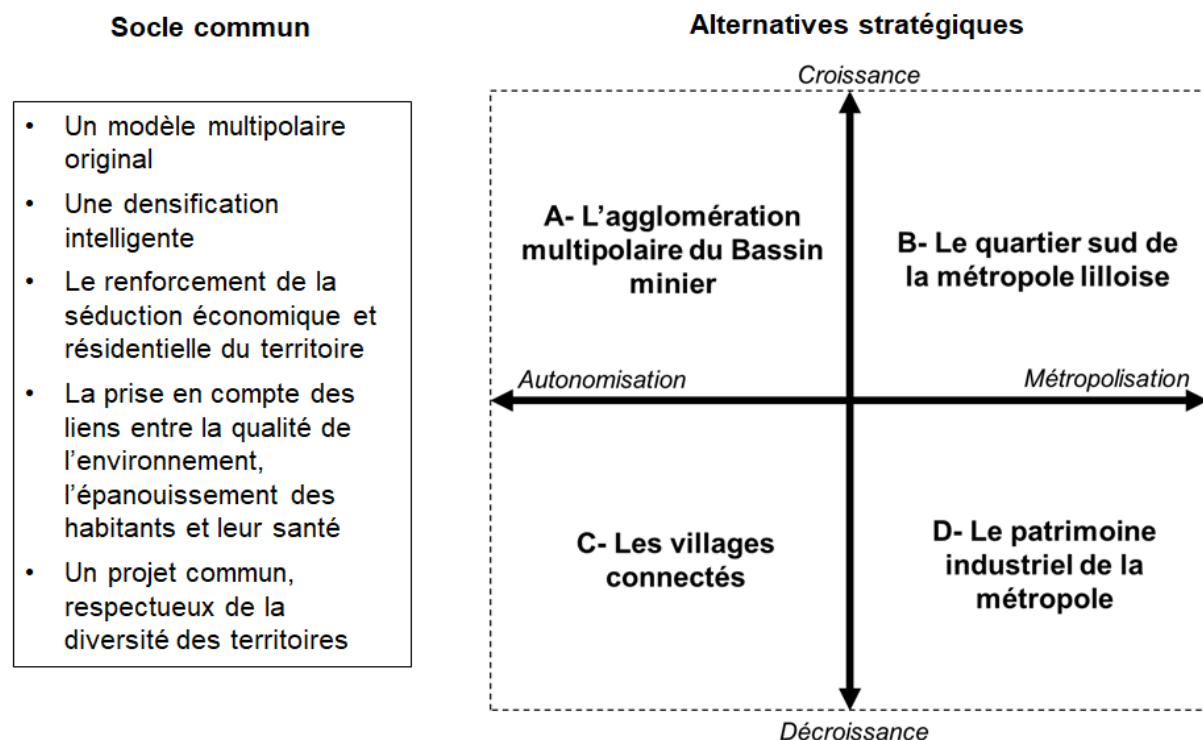 Socle commun
• Un modèle multipolaire
original
• Une densification
intelligente
• Le renforcement de la
séduction économique et
résidentielle du territoire
• La prise en compte des
liens entre la qualité de
l'environnement,
l'épanouissement des
habitants et leur santé
• Un projet commun,
respectueux de la
diversité des territoires
Alternatives stratégiques
Croissance
A- L'agglomération
multipolaire du Bassin
minier
B- Le quartier sud de
la métropole lilloise
Autonomisation
Métropolisation
C- Les villages
connectés
D- Le patrimoine
industriel de la
métropole
Décroissance